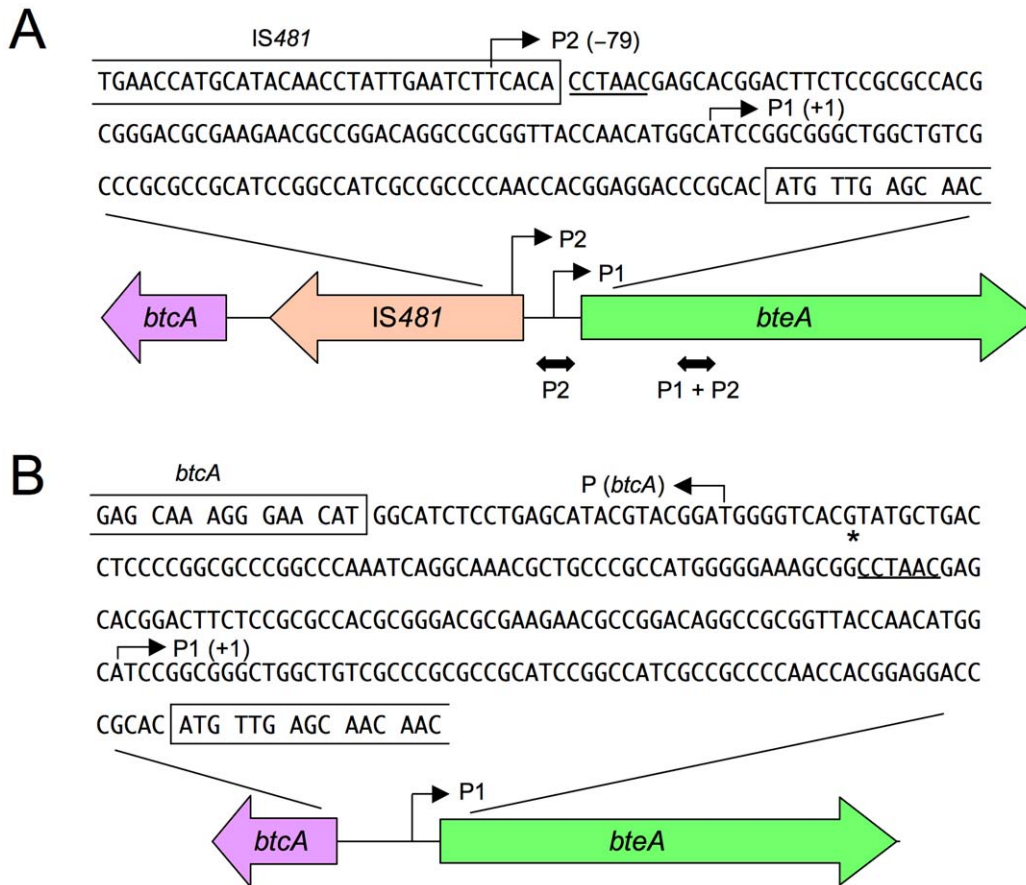 A
IS481
P2 (−79)
TGAACCATGCATACAACCTATTGAATCTTCACA CCTAACGAGCACGGACTTCTCCGCGCCACG
P1 (+1)
CGGGACGCGAAGAACGCCGGACAGGCCGCGGTTACCAACATGGCATCCGGCGGGCTGGCTGTCG
CCCGCGCCGCATCCGGCCATCGCCGCCCCAACCACGGAGGACCCGCAC ATG TTG AGC AAC
P2
P1
btcA IS481 bteA
P2 P1 + P2
B
btcA
P (btcA)
GAG CAA AGG GAA CAT GGCATCTCCTGAGCATACGTACGGATGGGGTCACGTATGCTGAC
*
CTCCCCGGCGCCCGGCCCAAATCAGGCAAACGCTGCCCGCCATGGGGGAAAGCGGCCTAACGAG
CACGGACTTCTCCGCGCCACGCGGGACGCGAAGAACGCCGGACAGGCCGCGGTTACCAACATGG
P1 (+1)
CATCCGGCGGGCTGGCTGTCGCCCGCGCCGCATCCGGCCATCGCCGCCCCAACCACGGAGGACC
CGCAC ATG TTG AGC AAC AAC
P1
btcA bteA